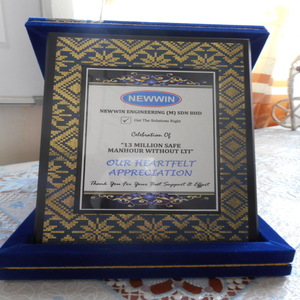 NEWWIN
NEWWIN ENGINEERING (M) SDN BHD
Get The Solutions Right
Celebration Of
"13 MILLION SAFE
MANHOUR WITHOUT LTI"
OUR HEARTFELT
APPRECIATION
Thank You For Your Best Support & Effort